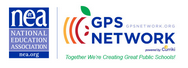 nea
NATIONAL
EDUCATION
ASSOCIATION
nea.org
GPS
GPSNETWORK.ORG
NETWORK
powered by Curriki
Together We're Creating Great Public Schools!